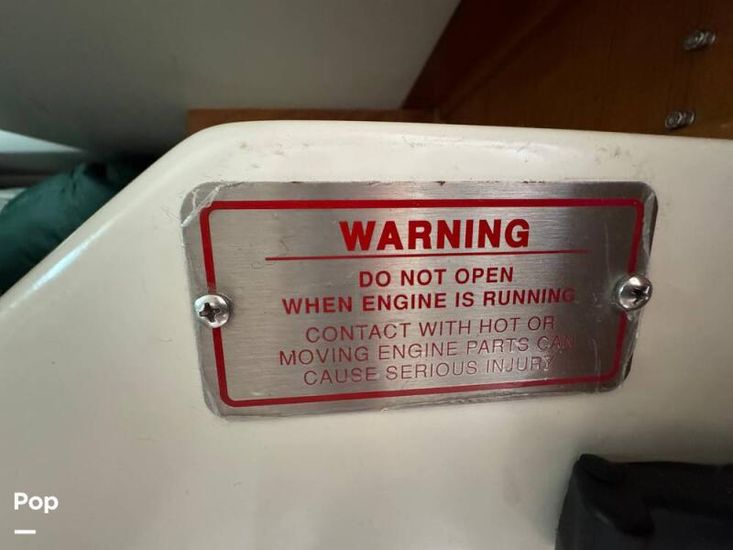 WARNING
DO NOT OPEN
WHEN ENGINE IS RUNNING
CONTACT WITH HOT OR
MOVING ENGINE PARTS CAN
CAUSE SERIOUS INJURY
Pop